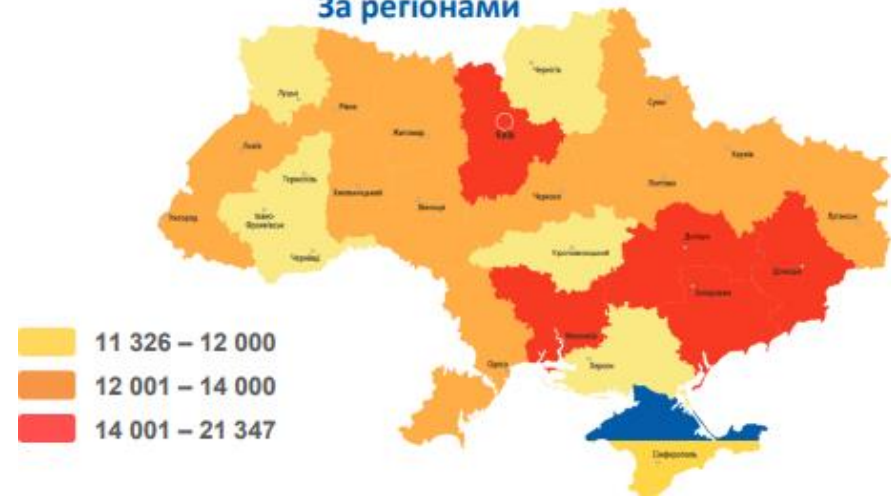 За регіонами
Чернігів
Луцьк
Рівне
Суми
Житомир
Київ
Львів
Харків
Тернопіль
Хмельницький
Полтава
Вінниця
Черкаси
Ужгород
Івано-
Франківськ
Луганськ
Дніпро
Чернівці
Кропивницький
Донецьк
Запоріжжя
Миколаїв
Одеса
Херсон
Сімферополь
11 326 – 12 000
12 001 – 14 000
14 001 – 21 347